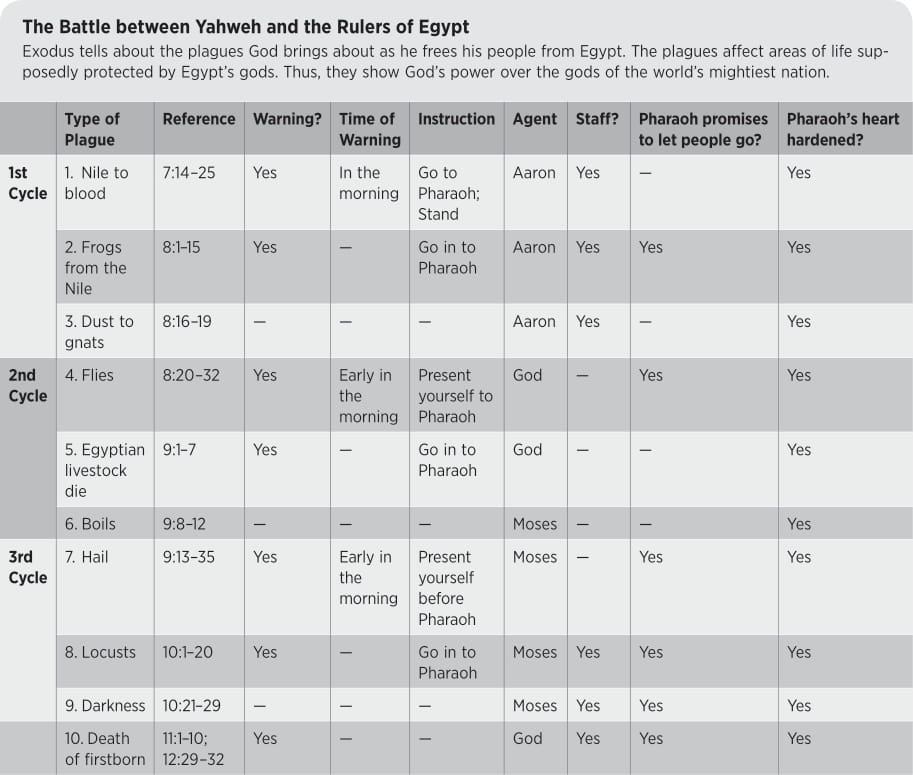 The Battle between Yahweh and the Rulers of Egypt
Exodus tells about the plagues God brings about as he frees his people from Egypt. The plagues affect areas of life sup-
posedly protected by Egypt's gods. Thus, they show God's power over the gods of the world's mightiest nation.
Type of Plague Reference Warning? Time of Warning Instruction Agent Staff? Pharaoh promises to let people go? Pharaoh's heart hardened?
1st Cycle 1. Nile to blood 7:14–25 Yes In the morning Go to Pharaoh; Stand Aaron Yes — Yes
2. Frogs from the Nile 8:1–15 Yes — Go in to Pharaoh Aaron Yes Yes Yes
3. Dust to gnats 8:16–19 — — — Aaron Yes — Yes
2nd Cycle 4. Flies 8:20–32 Yes Early in the morning Present yourself to Pharaoh God — Yes Yes
5. Egyptian livestock die 9:1–7 Yes — Go in to Pharaoh God — — Yes
6. Boils 9:8–12 — — — Moses — — Yes
3rd Cycle 7. Hail 9:13–35 Yes Early in the morning Present yourself before Pharaoh Moses — Yes Yes
8. Locusts 10:1–20 Yes — Go in to Pharaoh Moses Yes Yes Yes
9. Darkness 10:21–29 — — — Moses Yes Yes Yes
10. Death of firstborn 11:1–10; 12:29–32 Yes — — God Yes Yes Yes